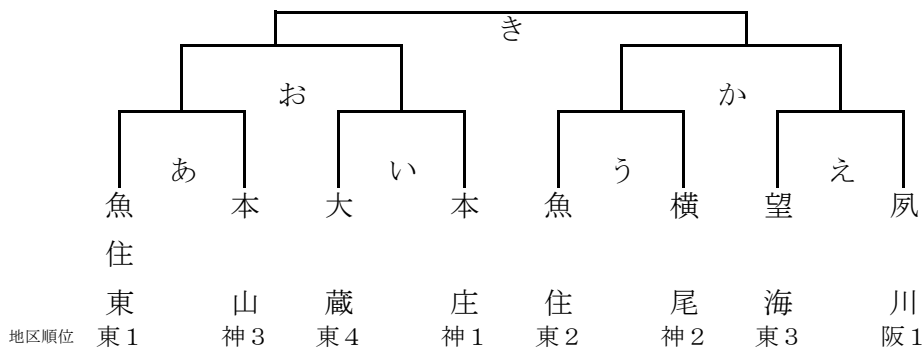 き
お か
あ い う え
魚住東 本山 大蔵 本庄 魚住 横尾 望海 夙川
地区順位 東1 神3 東4 神1 東2 神2 東3 阪1